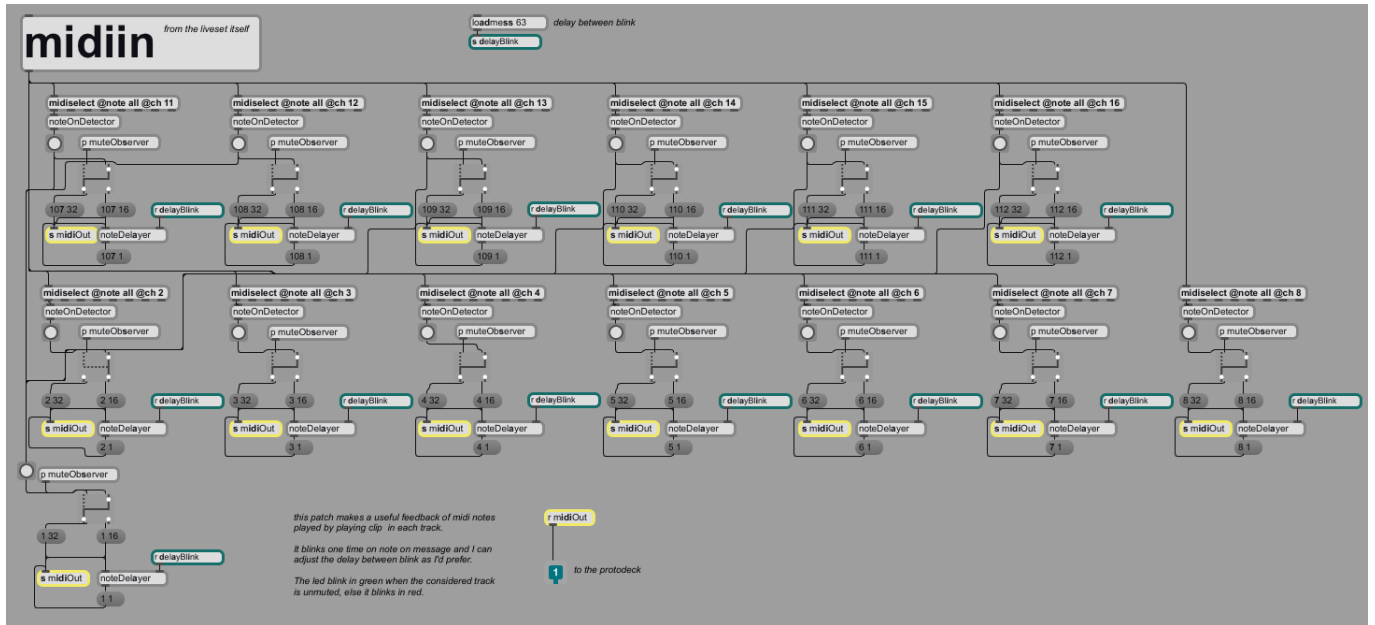 midiin from the liveset itself
loadmess 63 delay between blink
s delayBlink
midiselect @note all @ch 11 midiselect @note all @ch 12 midiselect @note all @ch 13 midiselect @note all @ch 14 midiselect @note all @ch 15 midiselect @note all @ch 16
noteOnDetector noteOnDetector noteOnDetector noteOnDetector noteOnDetector noteOnDetector
p muteObserver p muteObserver p muteObserver p muteObserver p muteObserver p muteObserver
107 32 107 16 r delayBlink 108 32 108 16 r delayBlink 109 32 109 16 r delayBlink 110 32 110 16 r delayBlink 111 32 111 16 r delayBlink 112 32 112 16 r delayBlink
s midiOut noteDelayer s midiOut noteDelayer s midiOut noteDelayer s midiOut noteDelayer s midiOut noteDelayer s midiOut noteDelayer
107 1 108 1 109 1 110 1 111 1 112 1
midiselect @note all @ch 2 midiselect @note all @ch 3 midiselect @note all @ch 4 midiselect @note all @ch 5 midiselect @note all @ch 6 midiselect @note all @ch 7 midiselect @note all @ch 8
noteOnDetector noteOnDetector noteOnDetector noteOnDetector noteOnDetector noteOnDetector noteOnDetector
p muteObserver p muteObserver p muteObserver p muteObserver p muteObserver p muteObserver p muteObserver
2 32 2 16 r delayBlink 3 32 3 16 r delayBlink 4 32 4 16 r delayBlink 5 32 5 16 r delayBlink 6 32 6 16 r delayBlink 7 32 7 16 r delayBlink 8 32 8 16 r delayBlink
s midiOut noteDelayer s midiOut noteDelayer s midiOut noteDelayer s midiOut noteDelayer s midiOut noteDelayer s midiOut noteDelayer s midiOut noteDelayer
2 1 3 1 4 1 5 1 6 1 7 1 8 1
p muteObserver
1 32 1 16
r delayBlink
s midiOut noteDelayer
1 1
this patch makes a useful feedback of midi notes
played by playing clip in each track.
It blinks one time on note on message and I can
adjust the delay between blink as I'd prefer.
The led blink in green when the considered track
is unmuted, else it blinks in red.
r midiOut
1 to the protodeck